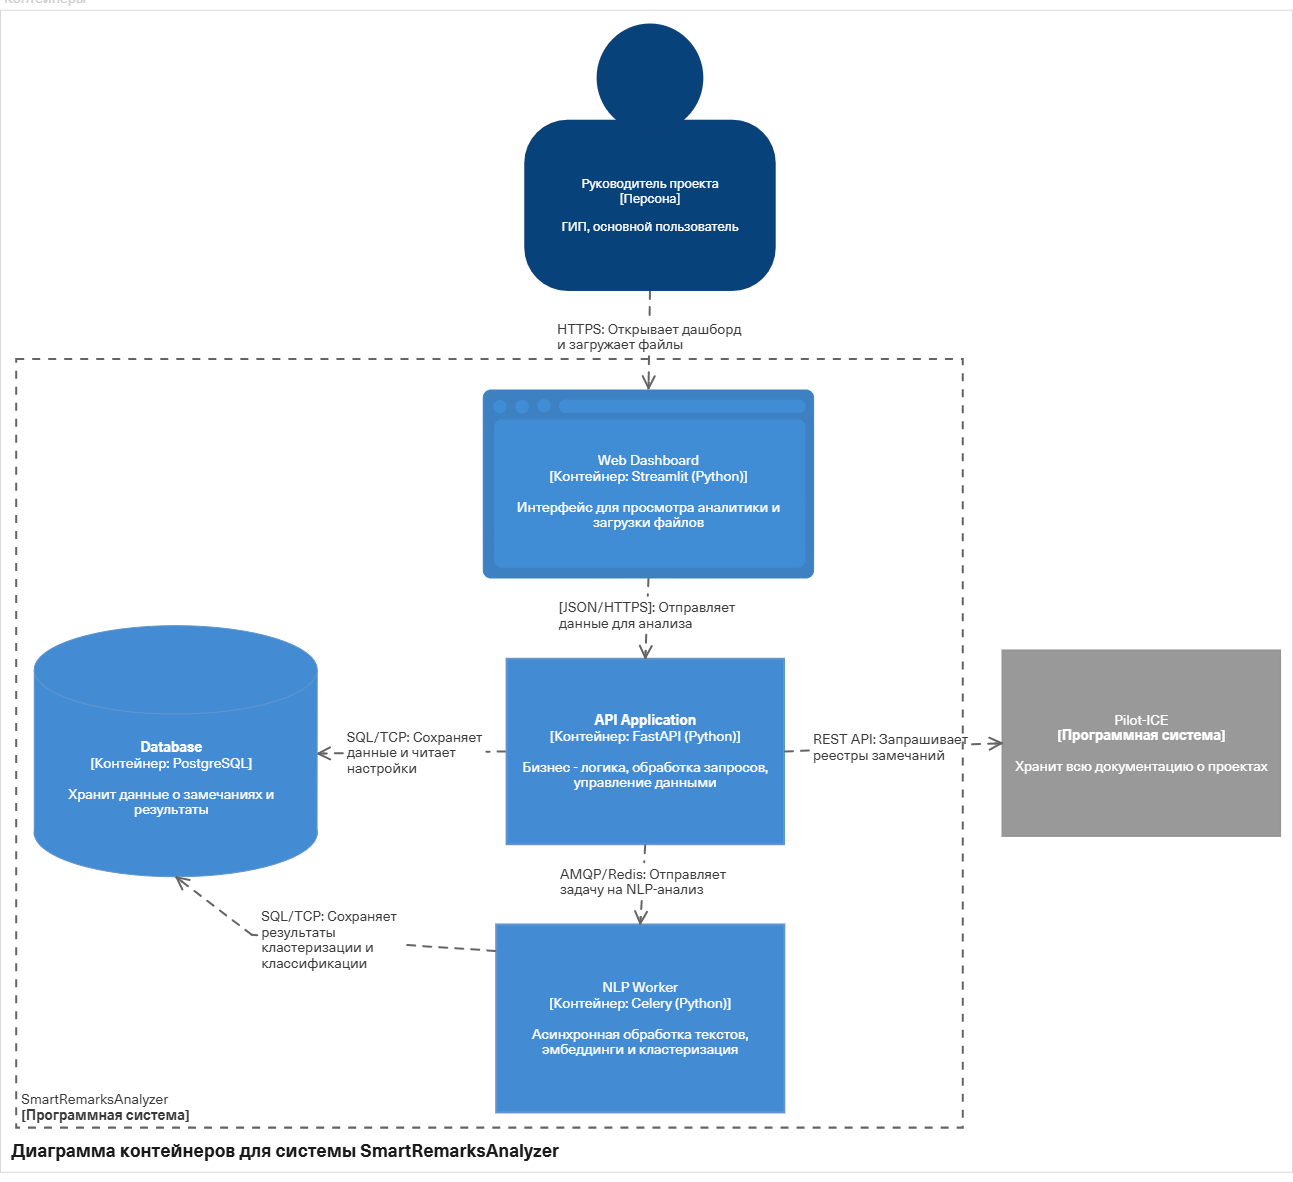 Контейнеры
Руководитель проекта
[Персона]
ГИП, основной пользователь
HTTPS: Открывает дашборд
и загружает файлы
Web Dashboard
[Контейнер: Streamlit (Python)]
Интерфейс для просмотра аналитики и
загрузки файлов
[JSON/HTTPS]: Отправляет
данные для анализа
Database
[Контейнер: PostgreSQL]
Хранит данные о замечаниях и
результаты
SQL/TCP: Сохраняет
данные и читает
настройки
API Application
[Контейнер: FastAPI (Python)]
Бизнес - логика, обработка запросов,
управление данными
REST API: Запрашивает
реестры замечаний
Pilot-ICE
[Программная система]
Хранит всю документацию о проектах
AMQP/Redis: Отправляет
задачу на NLP-анализ
SQL/TCP: Сохраняет
результаты
кластеризации и
классификации
NLP Worker
[Контейнер: Celery (Python)]
Асинхронная обработка текстов,
эмбеддинги и кластеризация
SmartRemarksAnalyzer
[Программная система]
Диаграмма контейнеров для системы SmartRemarksAnalyzer